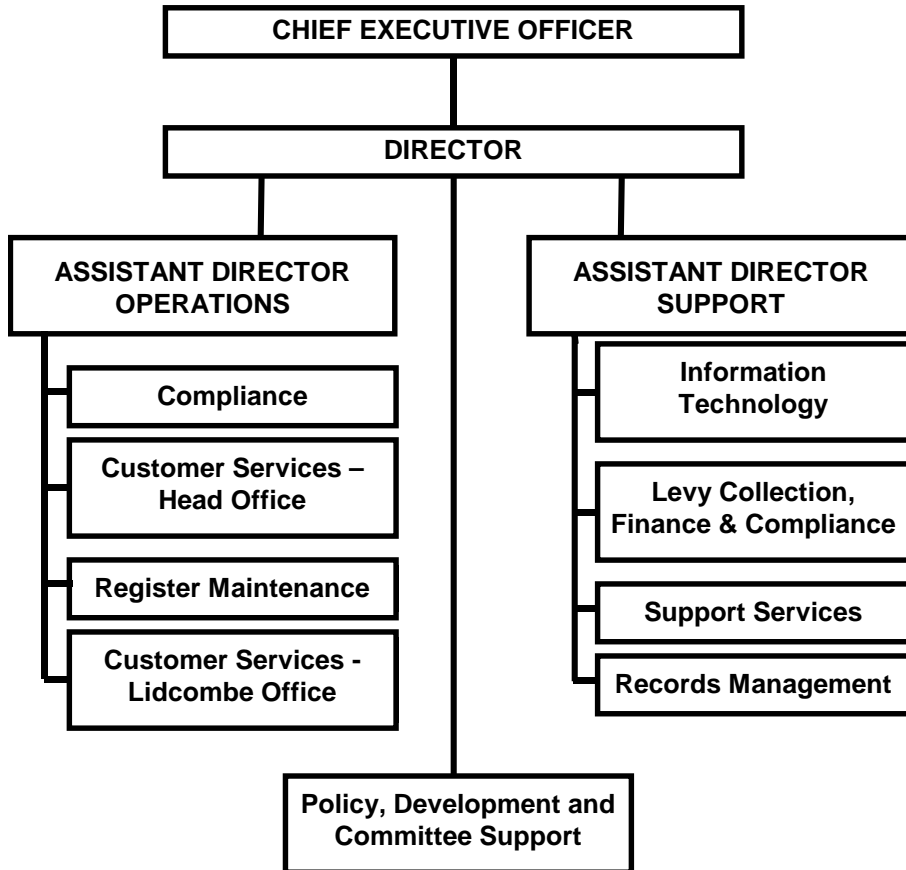 CHIEF EXECUTIVE OFFICER
DIRECTOR
ASSISTANT DIRECTOR
OPERATIONS
Compliance
Customer Services –
Head Office
Register Maintenance
Customer Services -
Lidcombe Office
ASSISTANT DIRECTOR
SUPPORT
Information
Technology
Levy Collection,
Finance & Compliance
Support Services
Records Management
Policy, Development and
Committee Support